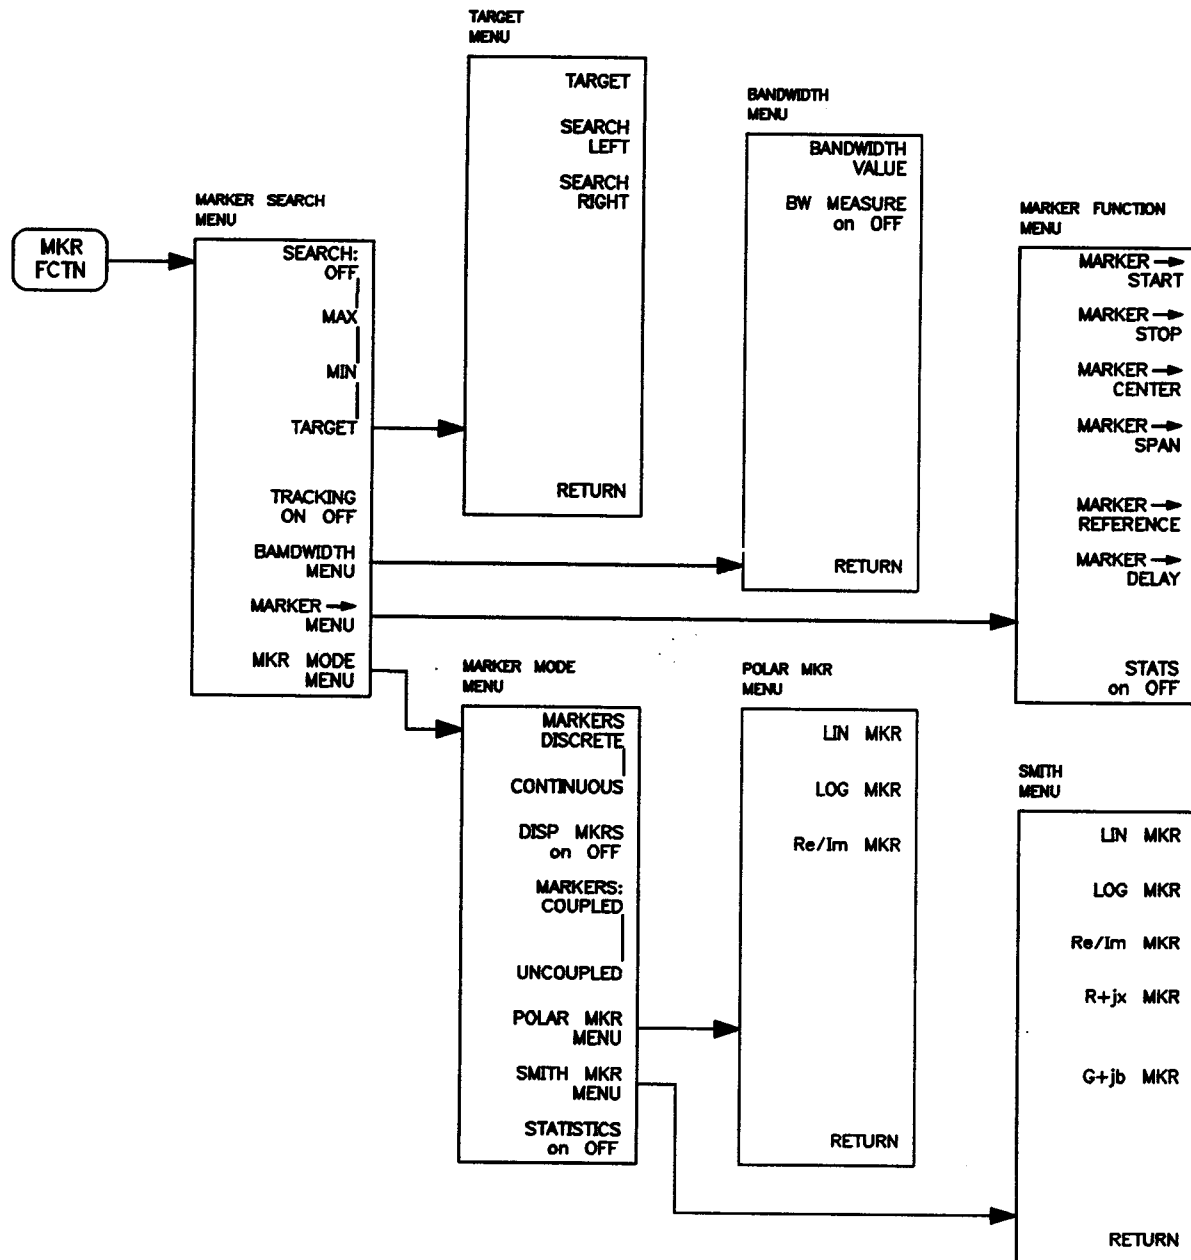 MKR
FCTN
MARKER SEARCH
MENU
SEARCH:
OFF
MAX
MIN
TARGET
TRACKING
ON OFF
BAMDWIDTH
MENU
MARKER→
MENU
MKR MODE
MENU
TARGET
MENU
TARGET
SEARCH
LEFT
SEARCH
RIGHT
RETURN
BANDWIDTH
MENU
BANDWIDTH
VALUE
BW MEASURE
on OFF
RETURN
MARKER FUNCTION
MENU
MARKER→
START
MARKER→
STOP
MARKER→
CENTER
MARKER→
SPAN
MARKER→
REFERENCE
MARKER→
DELAY
STATS
on OFF
MARKER MODE
MENU
MARKERS
DISCRETE
CONTINUOUS
DISP MKRS
on OFF
MARKERS:
COUPLED
UNCOUPLED
POLAR MKR
MENU
SMITH MKR
MENU
STATISTICS
on OFF
POLAR MKR
MENU
LIN MKR
LOG MKR
Re/Im MKR
RETURN
SMITH
MENU
LIN MKR
LOG MKR
Re/Im MKR
R+jx MKR
G+jb MKR
RETURN